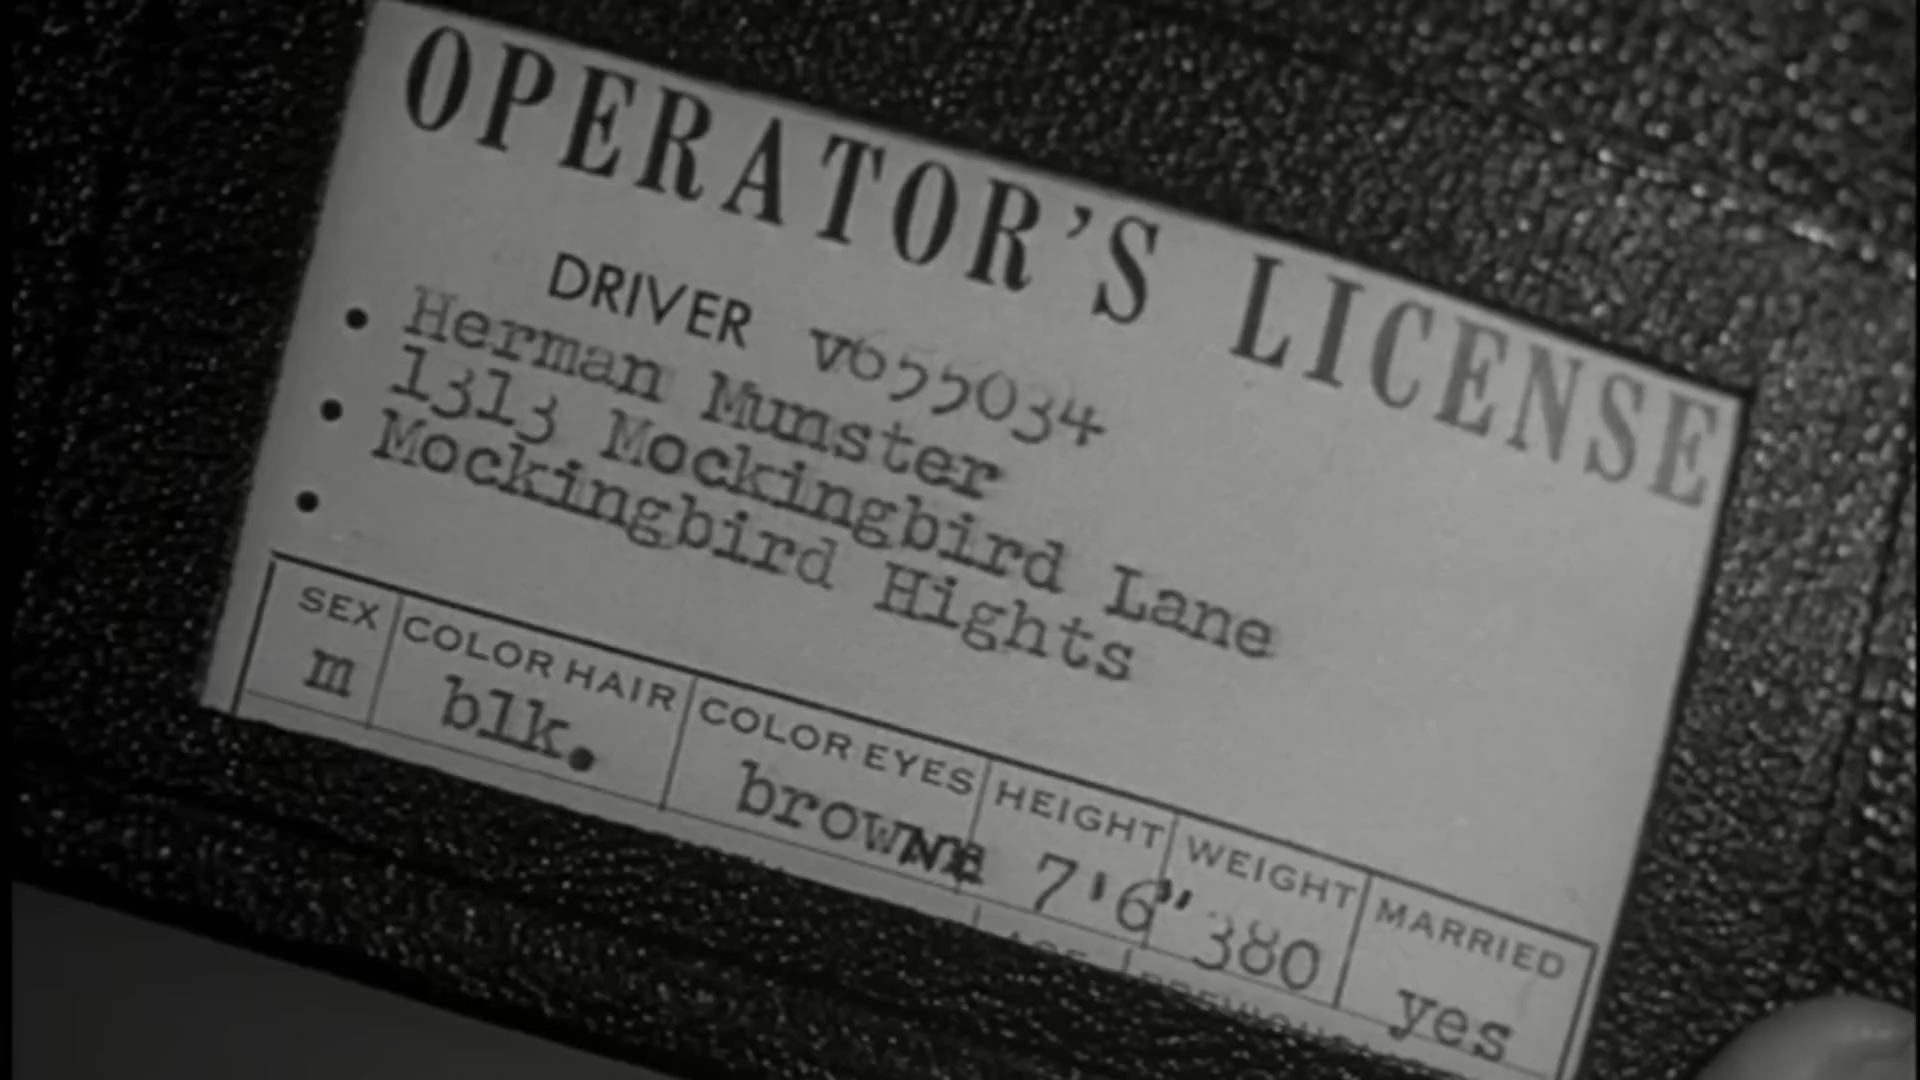 OPERATOR'S LICENSE
DRIVER v655034
Herman Munster
1313 Mockingbird Lane
Mockingbird Hights
SEX COLOR HAIR COLOR EYES HEIGHT WEIGHT MARRIED
m blk. brown 7'6" 380 yes